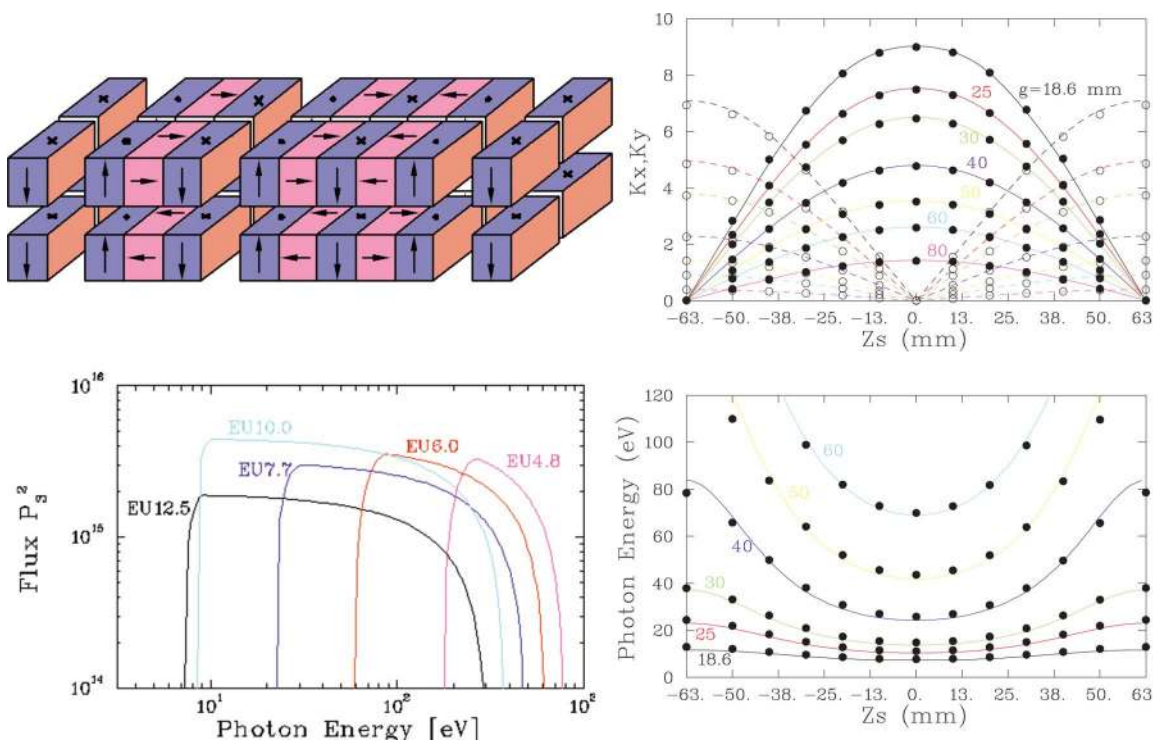 10
8
6
4
2
0
Kx,Ky
g=18.6 mm
25
30
40
50
60
80
-63. -50. -38. -25. -13. 0. 13. 25. 38. 50. 63
Zs (mm)
10^16
10^15
10^14
Flux P_3^2
EU10.0
EU7.7
EU6.0
EU4.8
EU12.5
10^1 10^2 10^2
Photon Energy [eV]
120
100
80
60
40
20
0
Photon Energy (eV)
60
50
40
30
25
18.6
-63. -50. -38. -25. -13. 0. 13. 25. 38. 50. 63
Zs (mm)